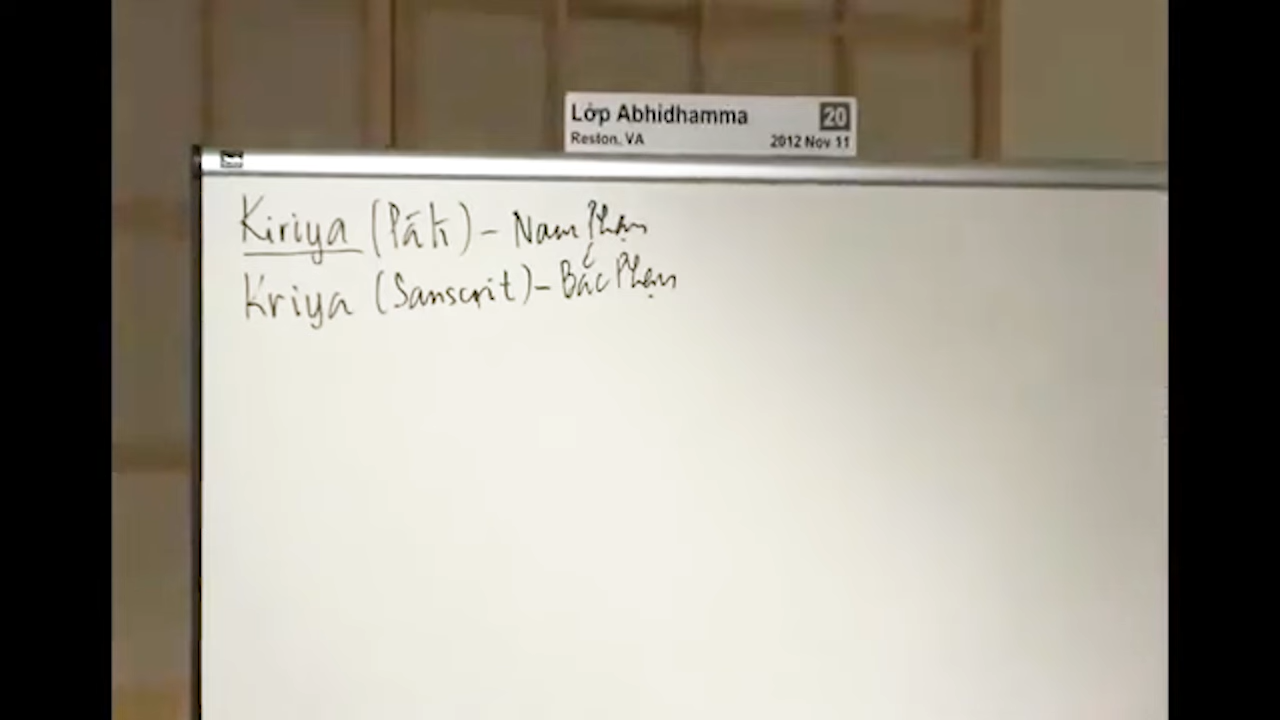 Lớp Abhidhamma 20
Reston, VA 2012 Nov 11
Kiriya (Pāli) – Nam Phạn
Kriya (Sanscrit) – Bắc Phạn